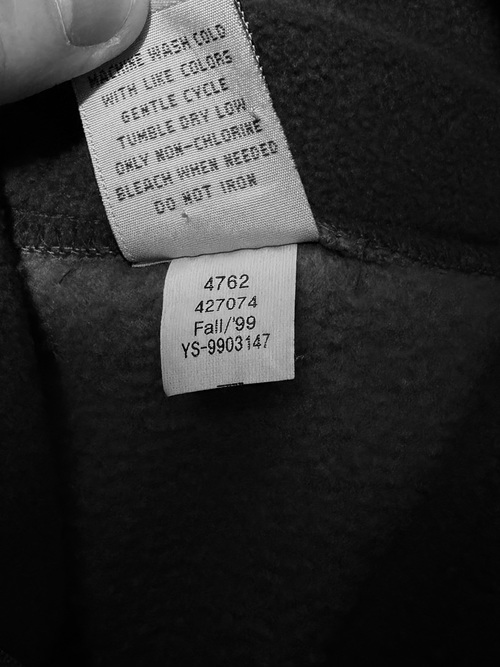 MACHINE WASH COLD
WITH LIKE COLORS
GENTLE CYCLE
TUMBLE DRY LOW
ONLY NON-CHLORINE
BLEACH WHEN NEEDED
DO NOT IRON
4762
427074
Fall/'99
YS-9903147